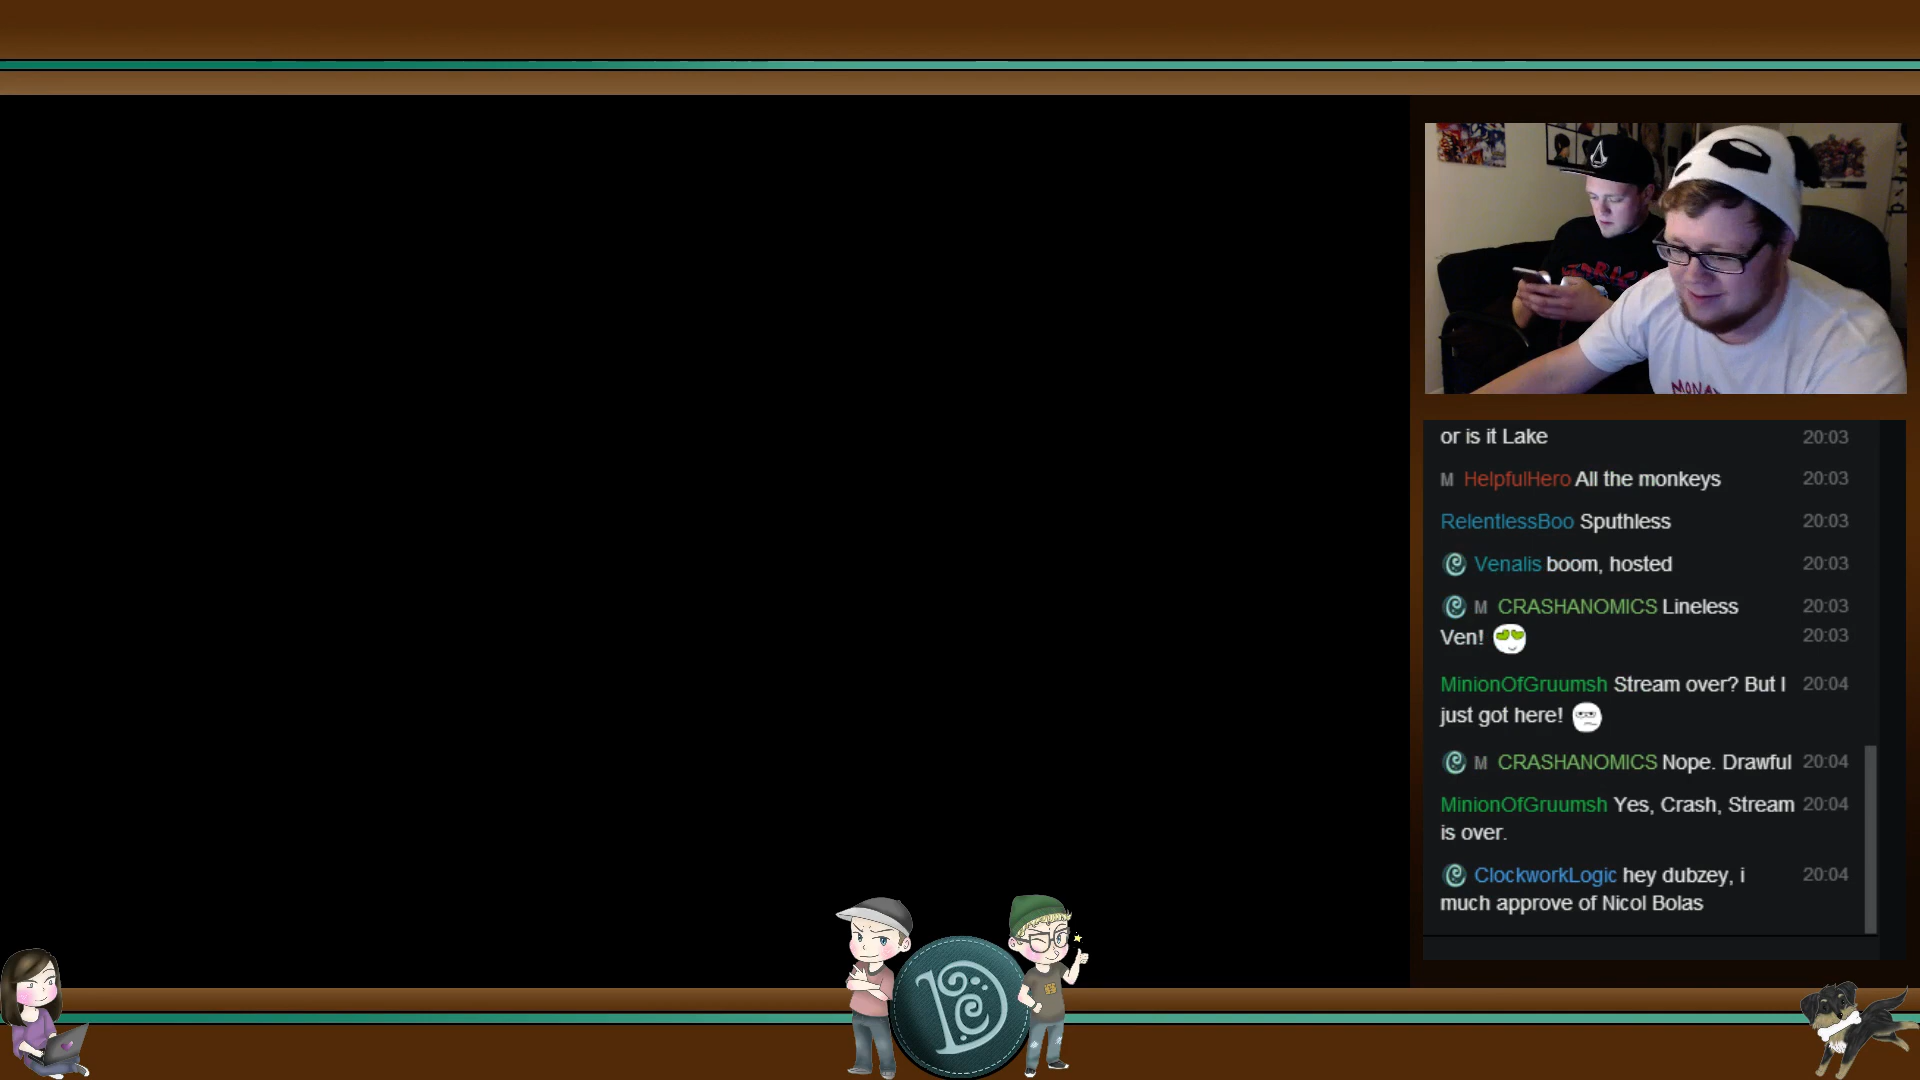 or is it Lake 20:03
M HelpfulHero All the monkeys 20:03
RelentlessBoo Sputhless 20:03
Venalis boom, hosted 20:03
M CRASHANOMICS Lineless 20:03
Ven! 20:03
MinionOfGruumsh Stream over? But I 20:04
just got here!
M CRASHANOMICS Nope. Drawful 20:04
MinionOfGruumsh Yes, Crash, Stream 20:04
is over.
ClockworkLogic hey dubzey, i 20:04
much approve of Nicol Bolas